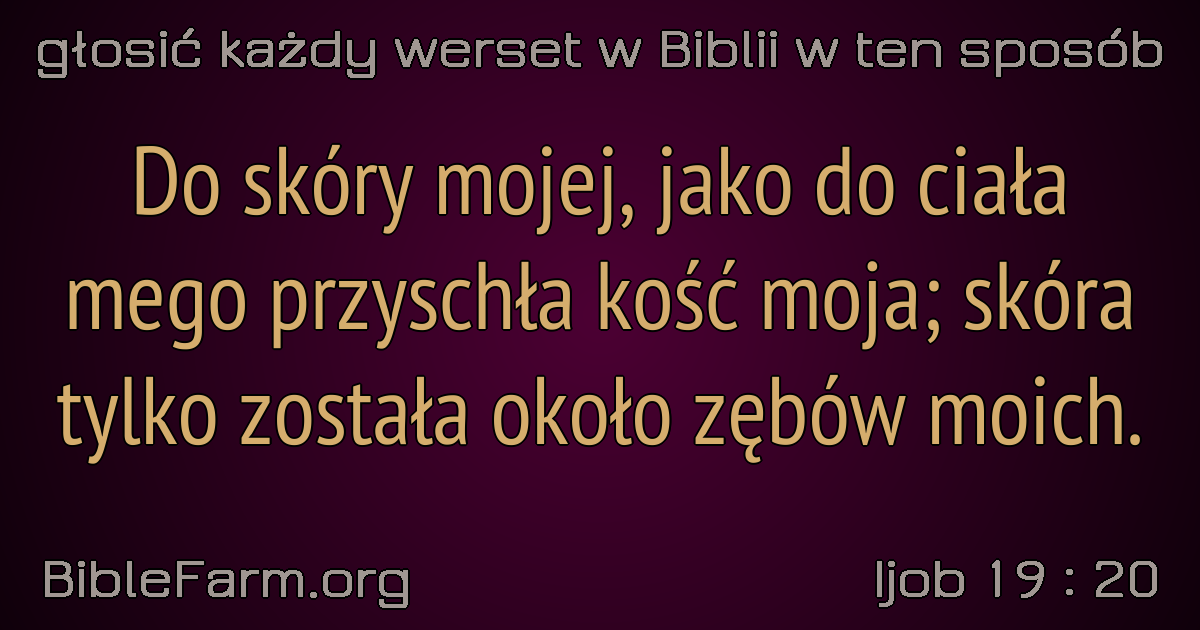 głosić każdy werset w Biblii w ten sposób
Do skóry mojej, jako do ciała
mego przyschła kość moja; skóra
tylko została około zębów moich.
BibleFarm.org
Ijob 19 : 20